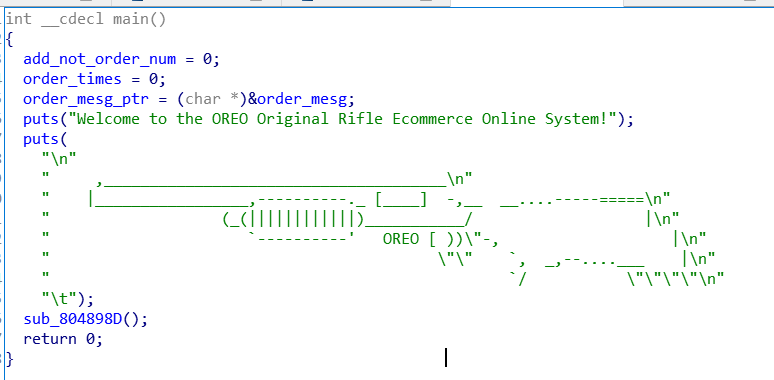 int __cdecl main()
{
  add_not_order_num = 0;
  order_times = 0;
  order_mesg_ptr = (char *)&order_mesg;
  puts("Welcome to the OREO Original Rifle Ecommerce Online System!");
  puts(
    "\n"
    "     ,______________________________________\n"
    "    |_________________,----------._ [____]  -,__  __....-----=====\n"
    "                   (_(||||||||||||)___________/                   |\n"
    "                      `----------'   OREO [ ))\"-,                   |\n"
    "                                           \"\"    `,  _,--....___    |\n"
    "                                                   `/           \"\"\"\"\n"
    "\t");
  sub_804898D();
  return 0;
}